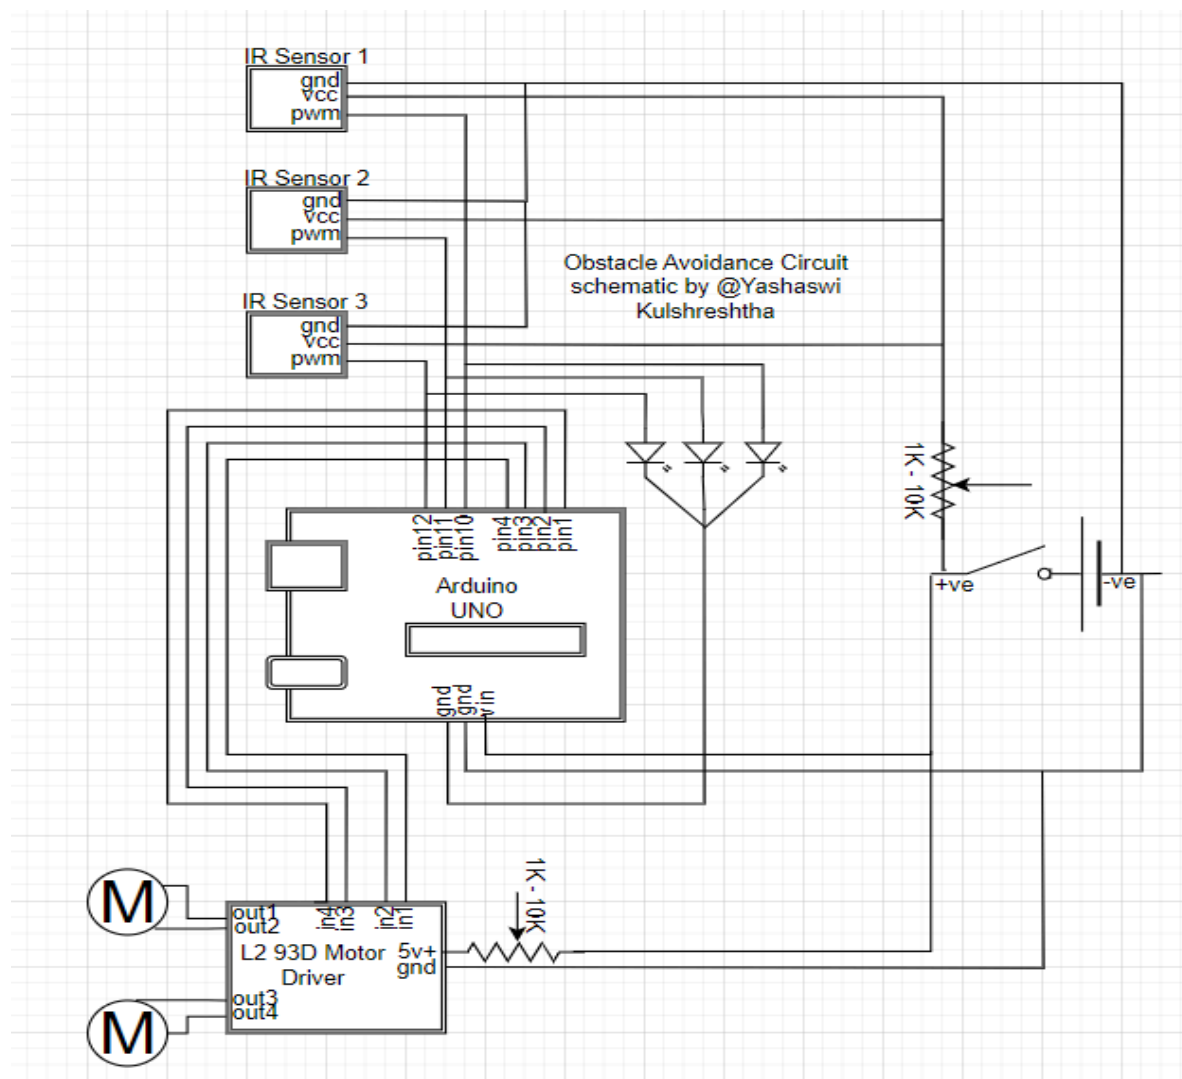 IR Sensor 1
gnd
vcc
pwm
IR Sensor 2
gnd
vcc
pwm
IR Sensor 3
gnd
vcc
pwm
Obstacle Avoidance Circuit
schematic by @Yashaswi
Kulshreshtha
1K - 10K
+ve
-ve
pin12
pin11
pin10
pin4
pin3
pin2
pin1
Arduino
UNO
gnd
gnd
vin
1K - 10K
M
M
out1
out2
in4
in3
in2
in1
L2 93D Motor
Driver
5v+
gnd
out3
out4